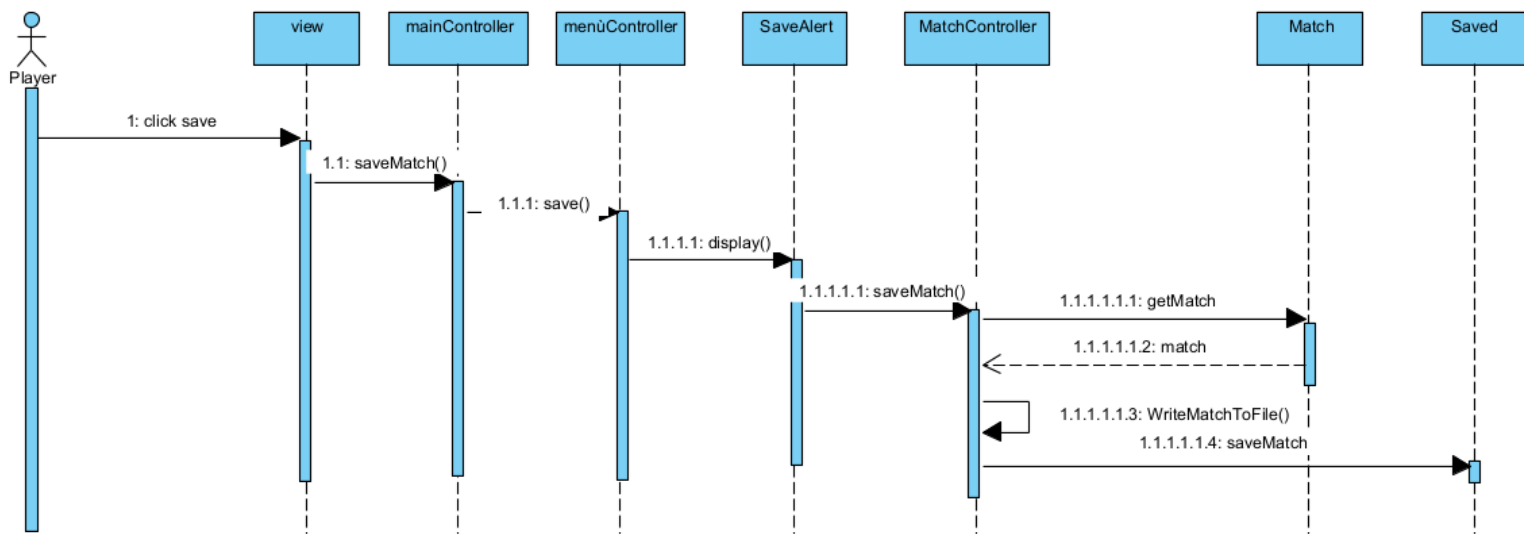 view
mainController
menùController
SaveAlert
MatchController
Match
Saved
Player
1: click save
1.1: saveMatch()
1.1.1: save()
1.1.1.1: display()
1.1.1.1.1: saveMatch()
1.1.1.1.1.1: getMatch
1.1.1.1.1.2: match
1.1.1.1.1.3: WriteMatchToFile()
1.1.1.1.1.4: saveMatch